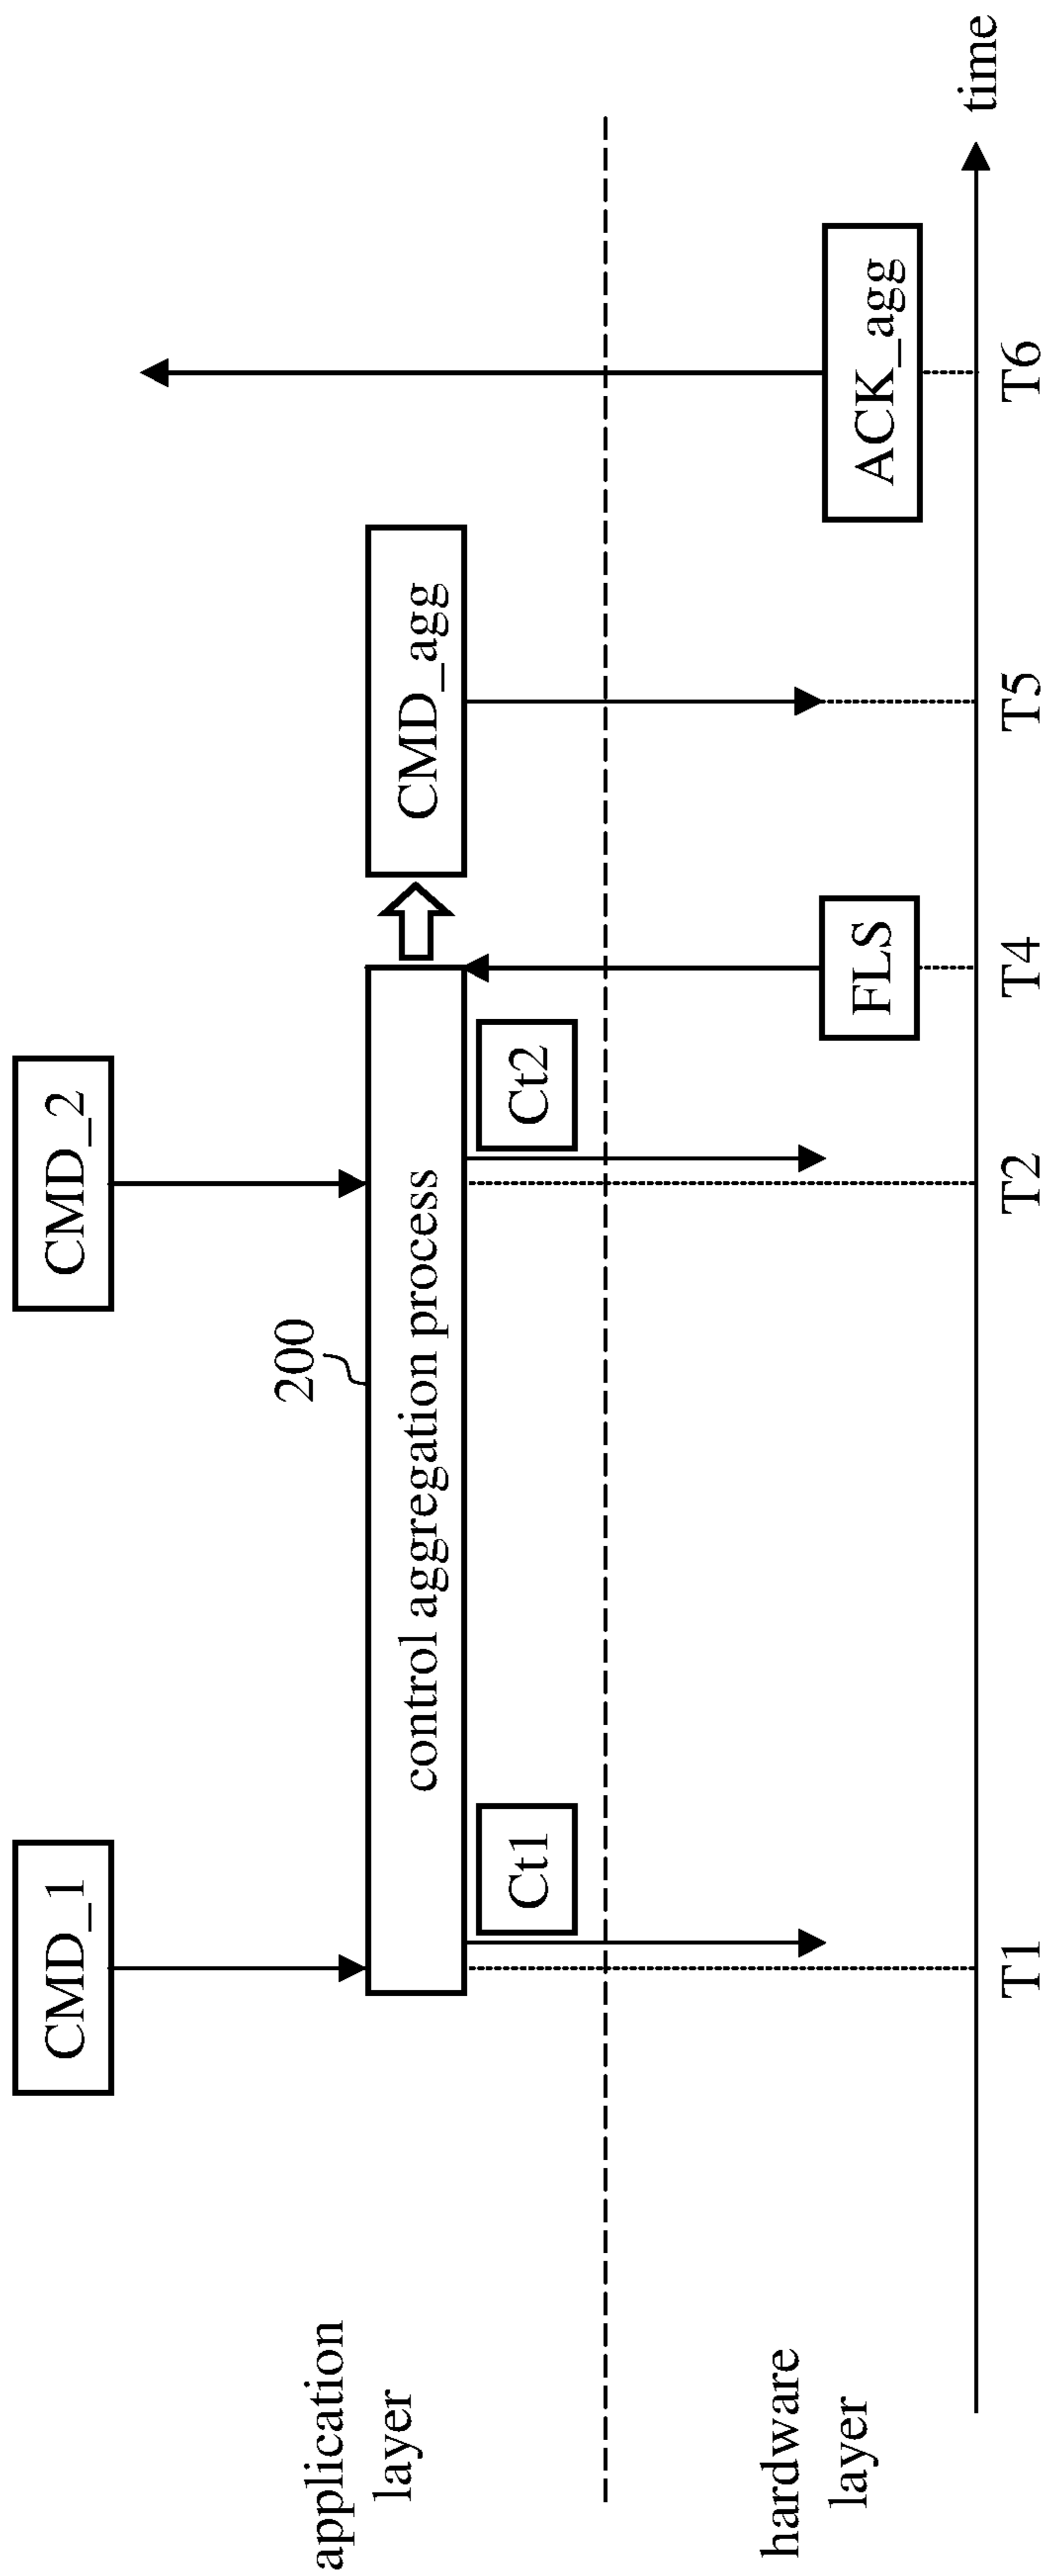 CMD_1
CMD_2
200
application
layer
control aggregation process
CMD_agg
Ct1
Ct2
hardware
layer
FLS
ACK_agg
time
T1
T2
T4
T5
T6